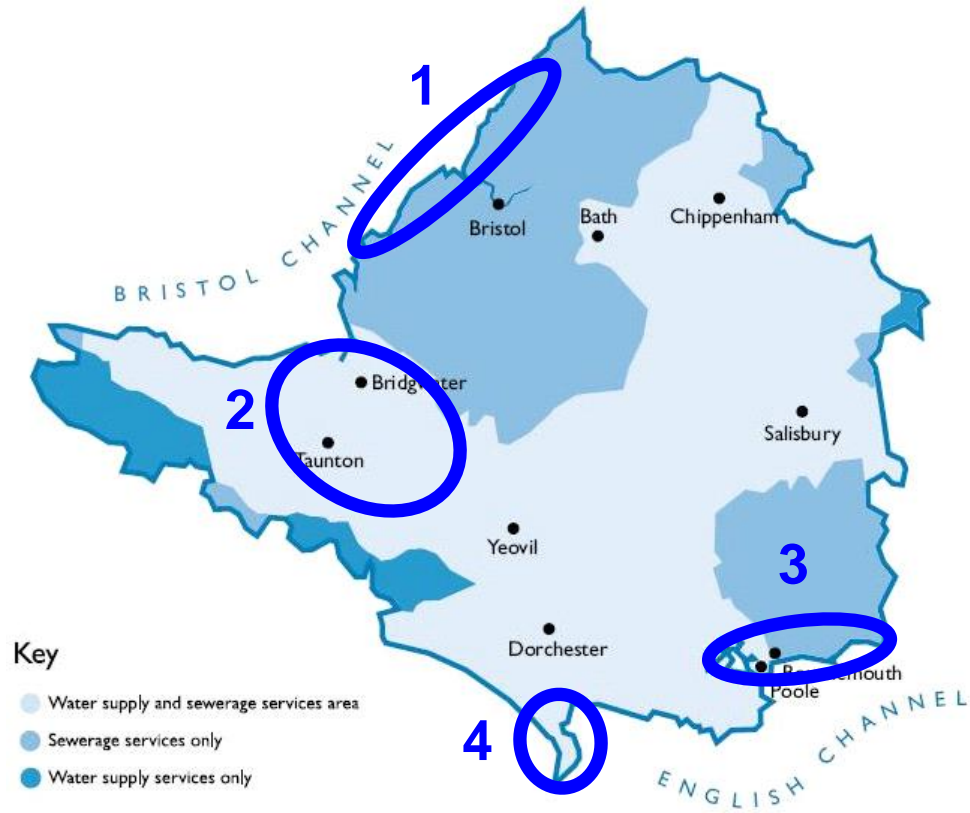 1
BRISTOL CHANNEL
Bristol
Bath
Chippenham
2
Bridgwater
Taunton
Salisbury
Yeovil
3
Dorchester
Bournemouth
Poole
4
ENGLISH CHANNEL
Key
Water supply and sewerage services area
Sewerage services only
Water supply services only